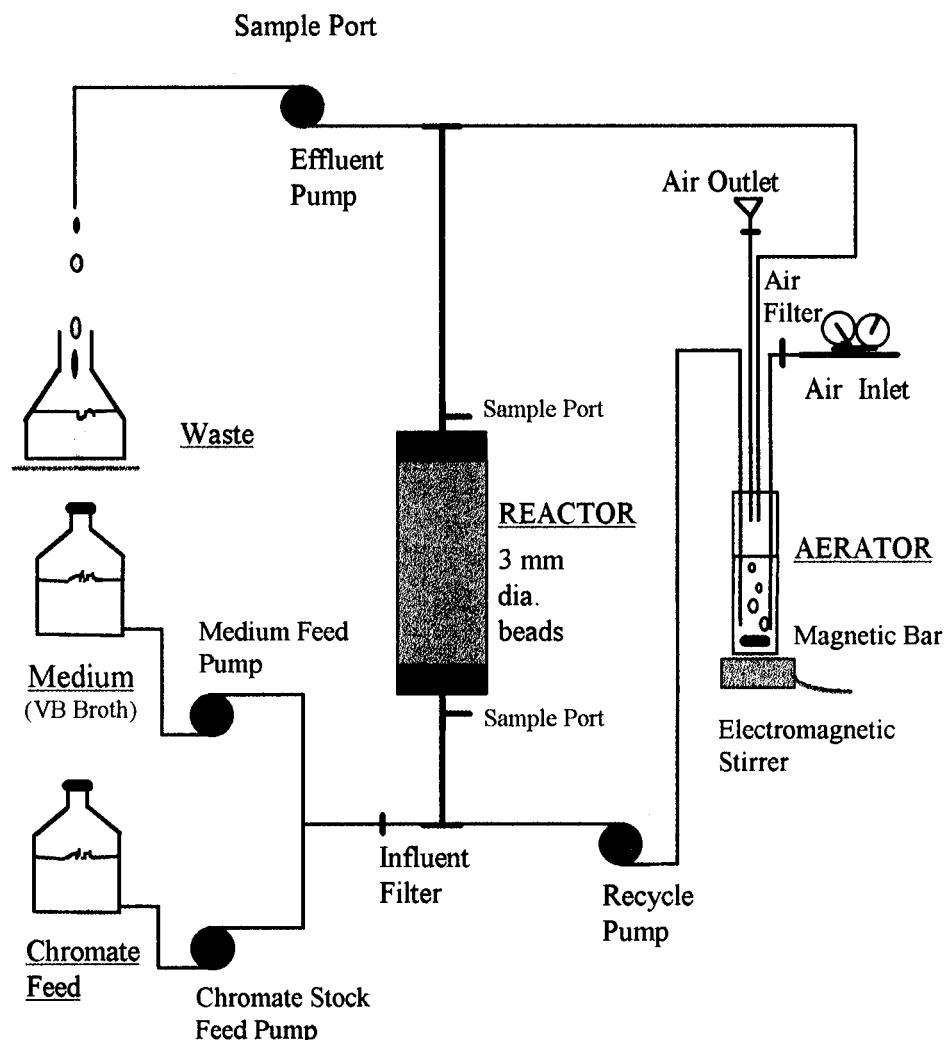 Sample Port
Effluent
Pump
Air Outlet
Air
Filter
Air Inlet
Sample Port
Waste
REACTOR
3 mm
dia.
beads
AERATOR
Magnetic Bar
Medium Feed
Pump
Medium
(VB Broth)
Sample Port
Electromagnetic
Stirrer
Influent
Filter
Recycle
Pump
Chromate
Feed
Chromate Stock
Feed Pump